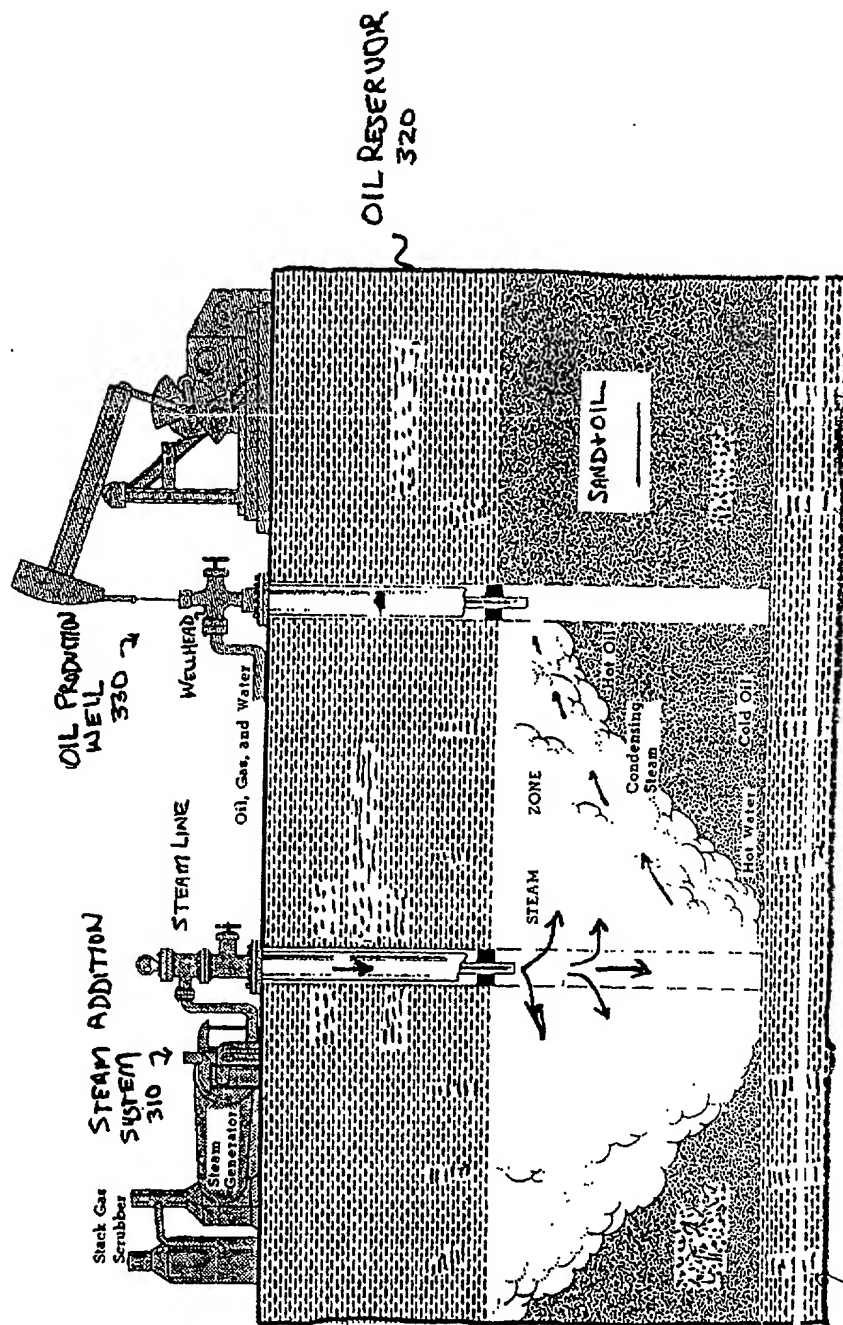 Stack Gas
Scrubber
Steam
Generator
STEAM ADDITION
SYSTEM
310
STEAM LINE
OIL PRODUCTION
WELL
330
WELLHEAD
Oil, Gas, and Water
OIL RESERVOIR
320
STEAM ZONE
Condensing
Steam
Hot Oil
Hot Water
Cold Oil
SAND+OIL